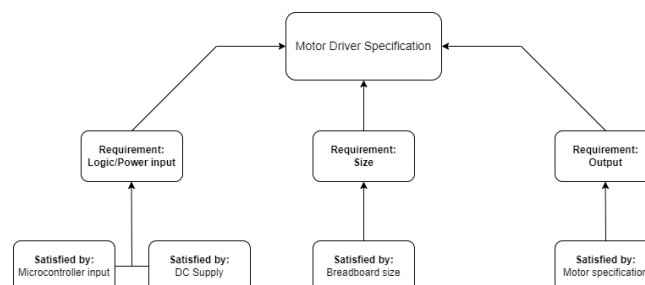 Motor Driver Specification
Requirement:
Logic/Power input
Requirement:
Size
Requirement:
Output
Satisfied by:
Microcontroller input
Satisfied by:
DC Supply
Satisfied by:
Breadboard size
Satisfied by:
Motor specification